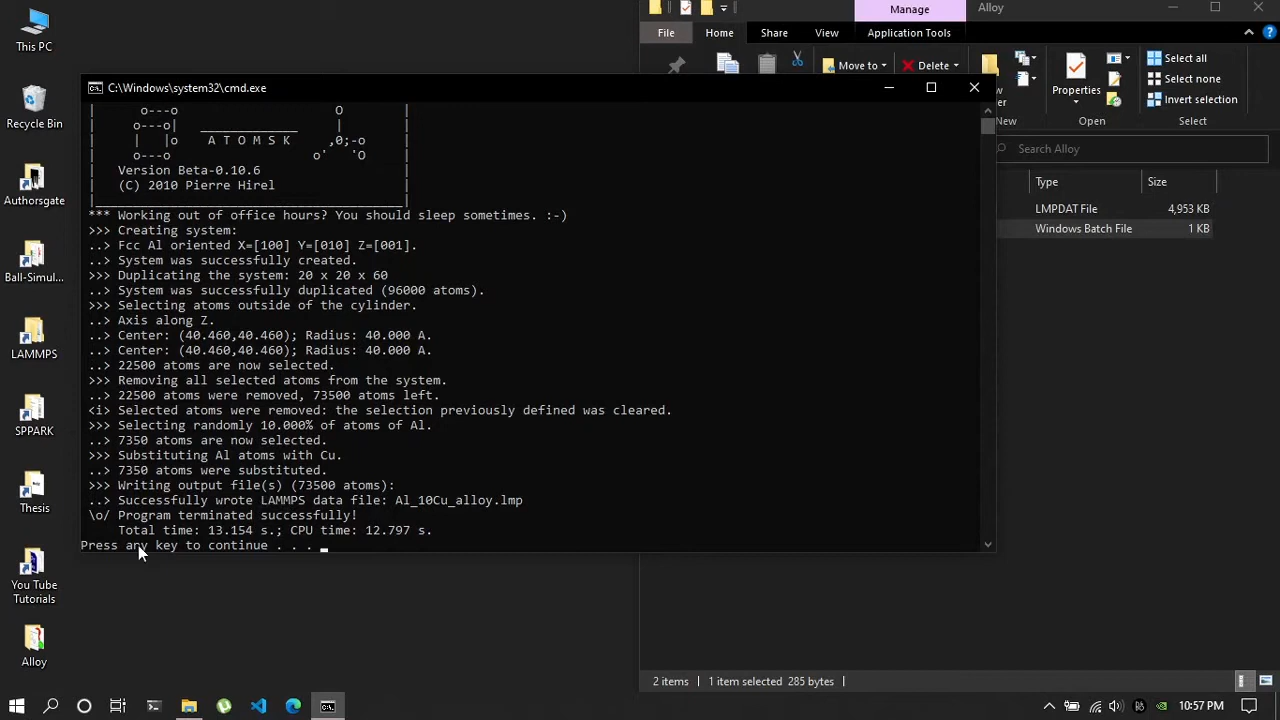 This PC
Recycle Bin
Authorsgate
Ball-Simul...
LAMMPS
SPPARK
Thesis
You Tube
Tutorials
Alloy
Manage
Alloy
File
Home
Share
View
Application Tools
Move to
Delete
Properties
Select all
Select none
Invert selection
New
Open
Select
Search Alloy
Type
Size
LMPDAT File
4,953 KB
Windows Batch File
1 KB
C:\Windows\system32\cmd.exe
A T O M S K
Version Beta-0.10.6
(C) 2010 Pierre Hirel
*** Working out of office hours? You should sleep sometimes. :-)
>>> Creating system:
..> Fcc Al oriented X=[100] Y=[010] Z=[001].
..> System was successfully created.
>>> Duplicating the system: 20 x 20 x 60
..> System was successfully duplicated (96000 atoms).
>>> Selecting atoms outside of the cylinder.
..> Axis along Z.
..> Center: (40.460,40.460); Radius: 40.000 A.
..> Center: (40.460,40.460); Radius: 40.000 A.
..> 22500 atoms are now selected.
>>> Removing all selected atoms from the system.
..> 22500 atoms were removed, 73500 atoms left.
<i> Selected atoms were removed: the selection previously defined was cleared.
>>> Selecting randomly 10.000% of atoms of Al.
..> 7350 atoms are now selected.
>>> Substituting Al atoms with Cu.
..> 7350 atoms were substituted.
>>> Writing output file(s) (73500 atoms):
..> Successfully wrote LAMMPS data file: Al_10Cu_alloy.lmp
\o/ Program terminated successfully!
Total time: 13.154 s.; CPU time: 12.797 s.
Press any key to continue . . .
2 items
1 item selected 285 bytes
10:57 PM